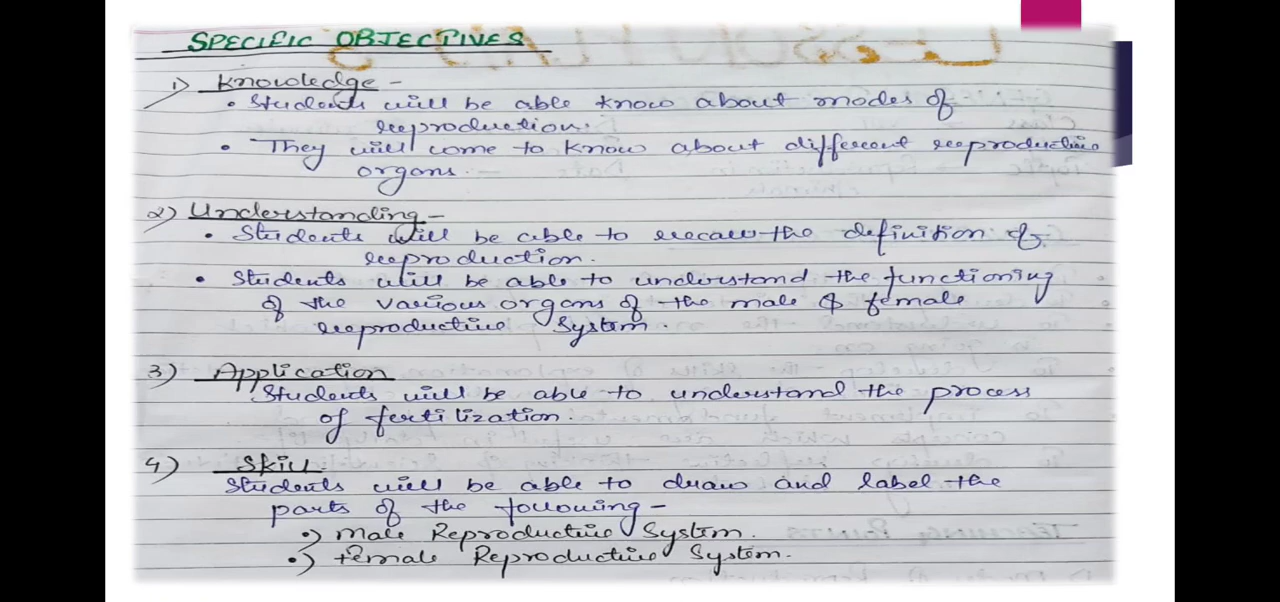 SPECIFIC OBJECTIVES
1) Knowledge -
• Students will be able know about modes of
reproduction.
• They will come to know about different reproductive
organs.
2) Understanding -
• Students will be able to recall the definition of
reproduction.
• Students will be able to understand the functioning
of the various organs of the male & female
reproductive System.
3) Application
Students will be able to understand the process
of fertilization.
4) Skill
Students will be able to draw and label the
parts of the following -
•) Male Reproductive System.
•) Female Reproductive System.